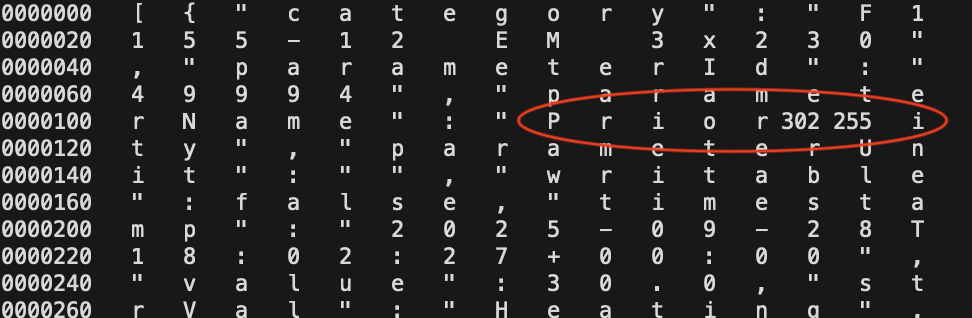 0000000 [ { " c a t e g o r y " : " F 1
0000020 1 5 5 - 1 2 E M 3 x 2 3 0 "
0000040 , " p a r a m e t e r I d " : "
0000060 4 9 9 9 4 " , " p a r a m e t e
0000100 r N a m e " : " P r i o r 302 255 i
0000120 t y " , " p a r a m e t e r U n
0000140 i t " : " " , " w r i t a b l e
0000160 " : f a l s e , " t i m e s t a
0000200 m p " : " 2 0 2 5 - 0 9 - 2 8 T
0000220 1 8 : 0 2 : 2 7 + 0 0 : 0 0 " ,
0000240 " v a l u e " : 3 0 . 0 , " s t
0000260 r V a l " : " H e a t i n g " ,